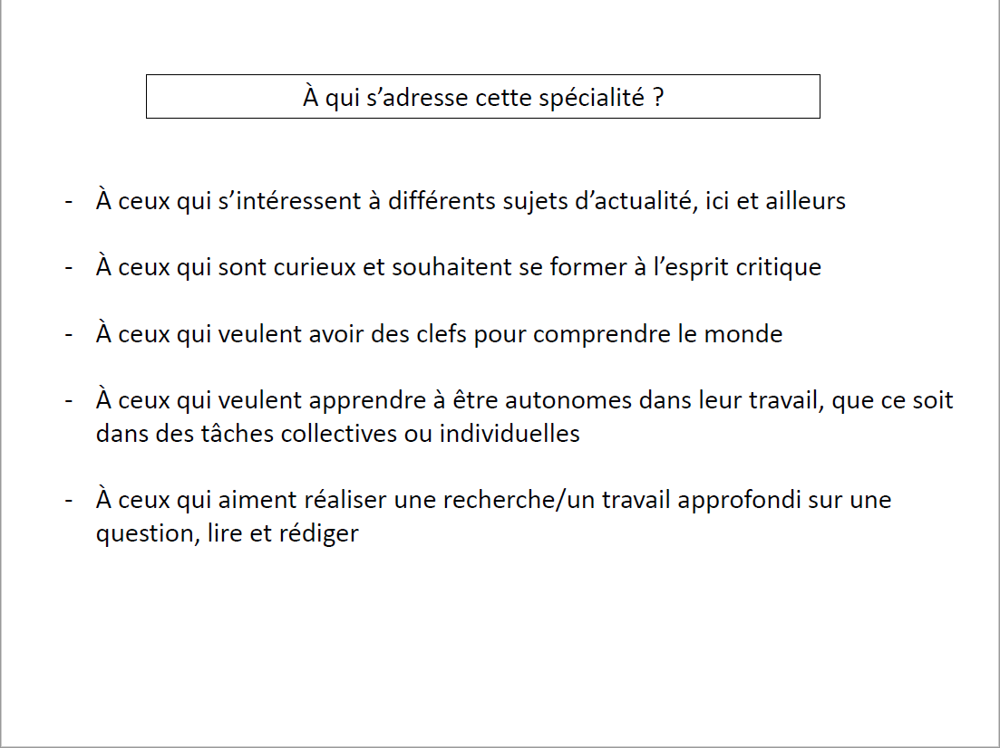 À qui s’adresse cette spécialité ?
- À ceux qui s’intéressent à différents sujets d’actualité, ici et ailleurs
- À ceux qui sont curieux et souhaitent se former à l’esprit critique
- À ceux qui veulent avoir des clefs pour comprendre le monde
- À ceux qui veulent apprendre à être autonomes dans leur travail, que ce soit
dans des tâches collectives ou individuelles
- À ceux qui aiment réaliser une recherche/un travail approfondi sur une
question, lire et rédiger